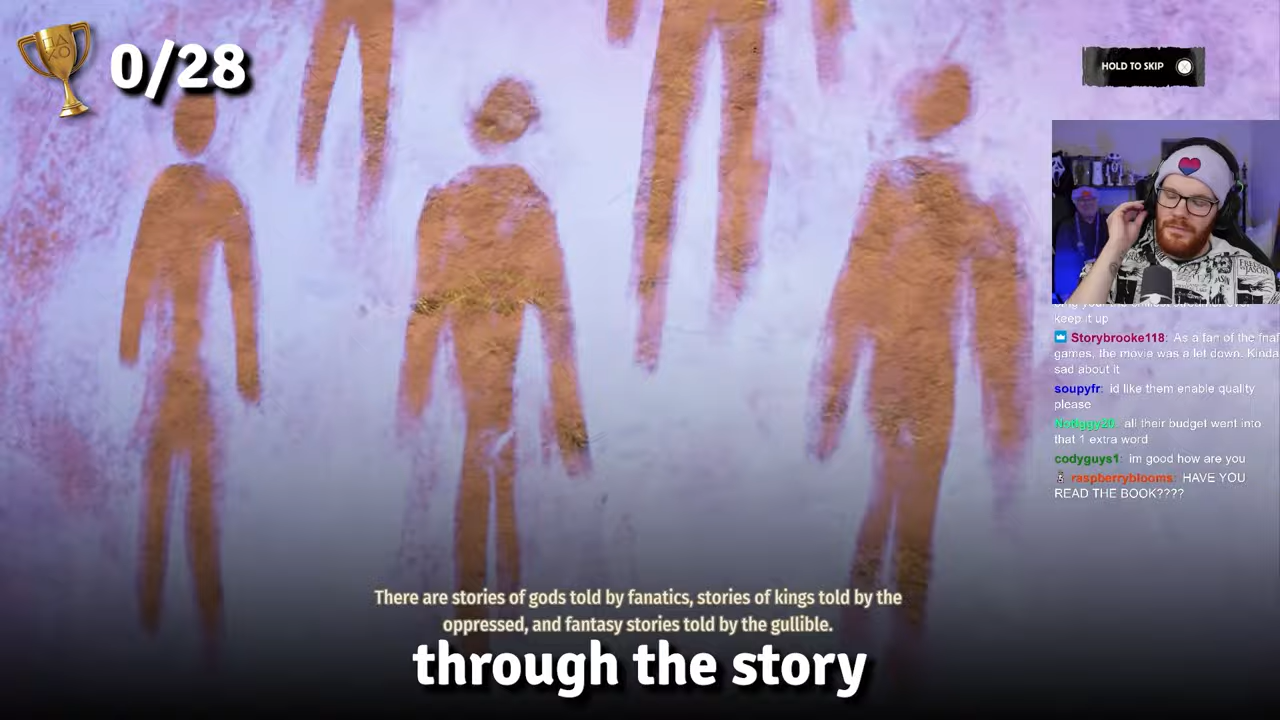 0/28
HOLD TO SKIP
keep it up
Storybrooke118: As a fan of the fnaf
games, the movie was a let down. Kinda
sad about it
soupyfr: id like them enable quality
please
all their budget went into
that 1 extra word
codyguys1: im good how are you
raspberryblooms: HAVE YOU
READ THE BOOK????
There are stories of gods told by fanatics, stories of kings told by the
oppressed, and fantasy stories told by the gullible.
through the story